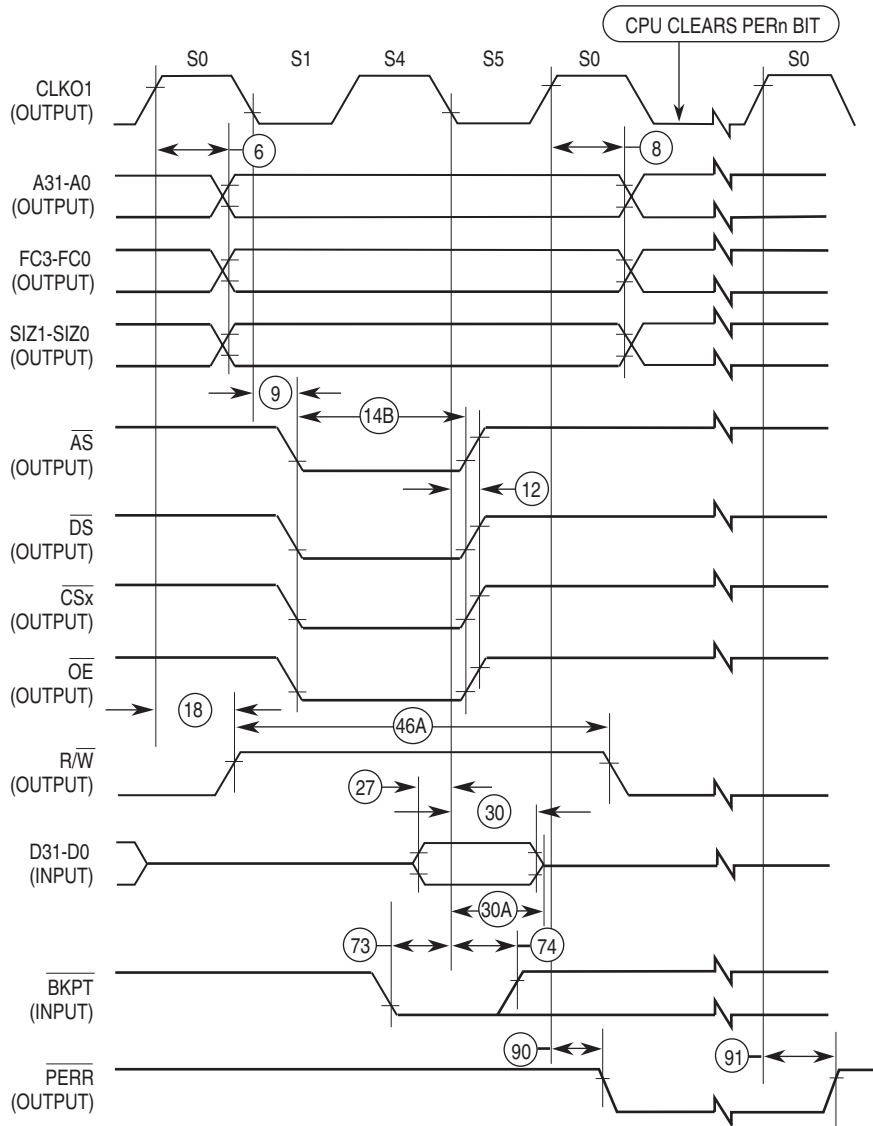 CPU CLEARS PERn BIT
S0 S1 S4 S5 S0 S0
CLKO1
(OUTPUT)
6
8
A31-A0
(OUTPUT)
FC3-FC0
(OUTPUT)
SIZ1-SIZ0
(OUTPUT)
9
14B
AS
(OUTPUT)
12
DS
(OUTPUT)
CSx
(OUTPUT)
OE
(OUTPUT)
18
46A
R/W
(OUTPUT)
27
30
D31-D0
(INPUT)
30A
73
74
BKPT
(INPUT)
90
91
PERR
(OUTPUT)